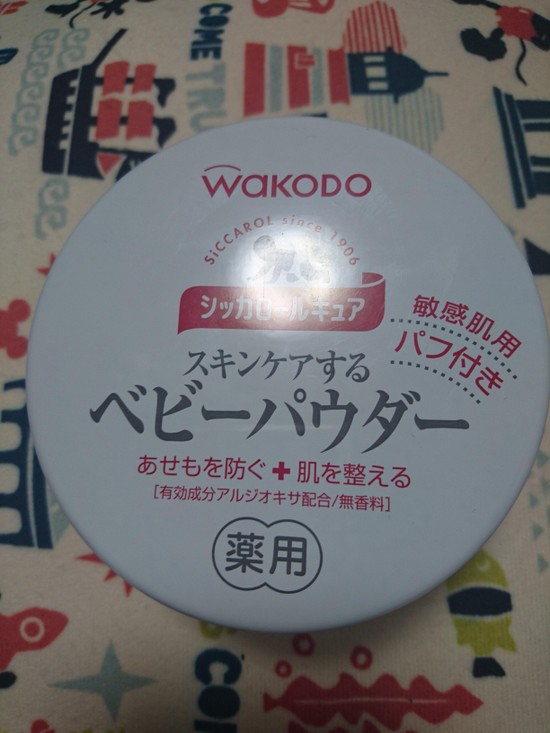 COME TRUE
WAKODO
SiCCAROL since 1906
シッカロールキュア
敏感肌用
パフ付き
スキンケアする
ベビーパウダー
あせもを防ぐ+肌を整える
[有効成分アルジオキサ配合/無香料]
薬用